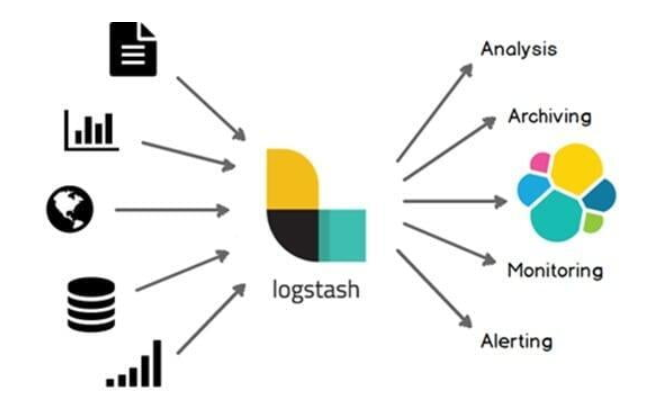 Analysis
Archiving
logstash
Monitoring
Alerting